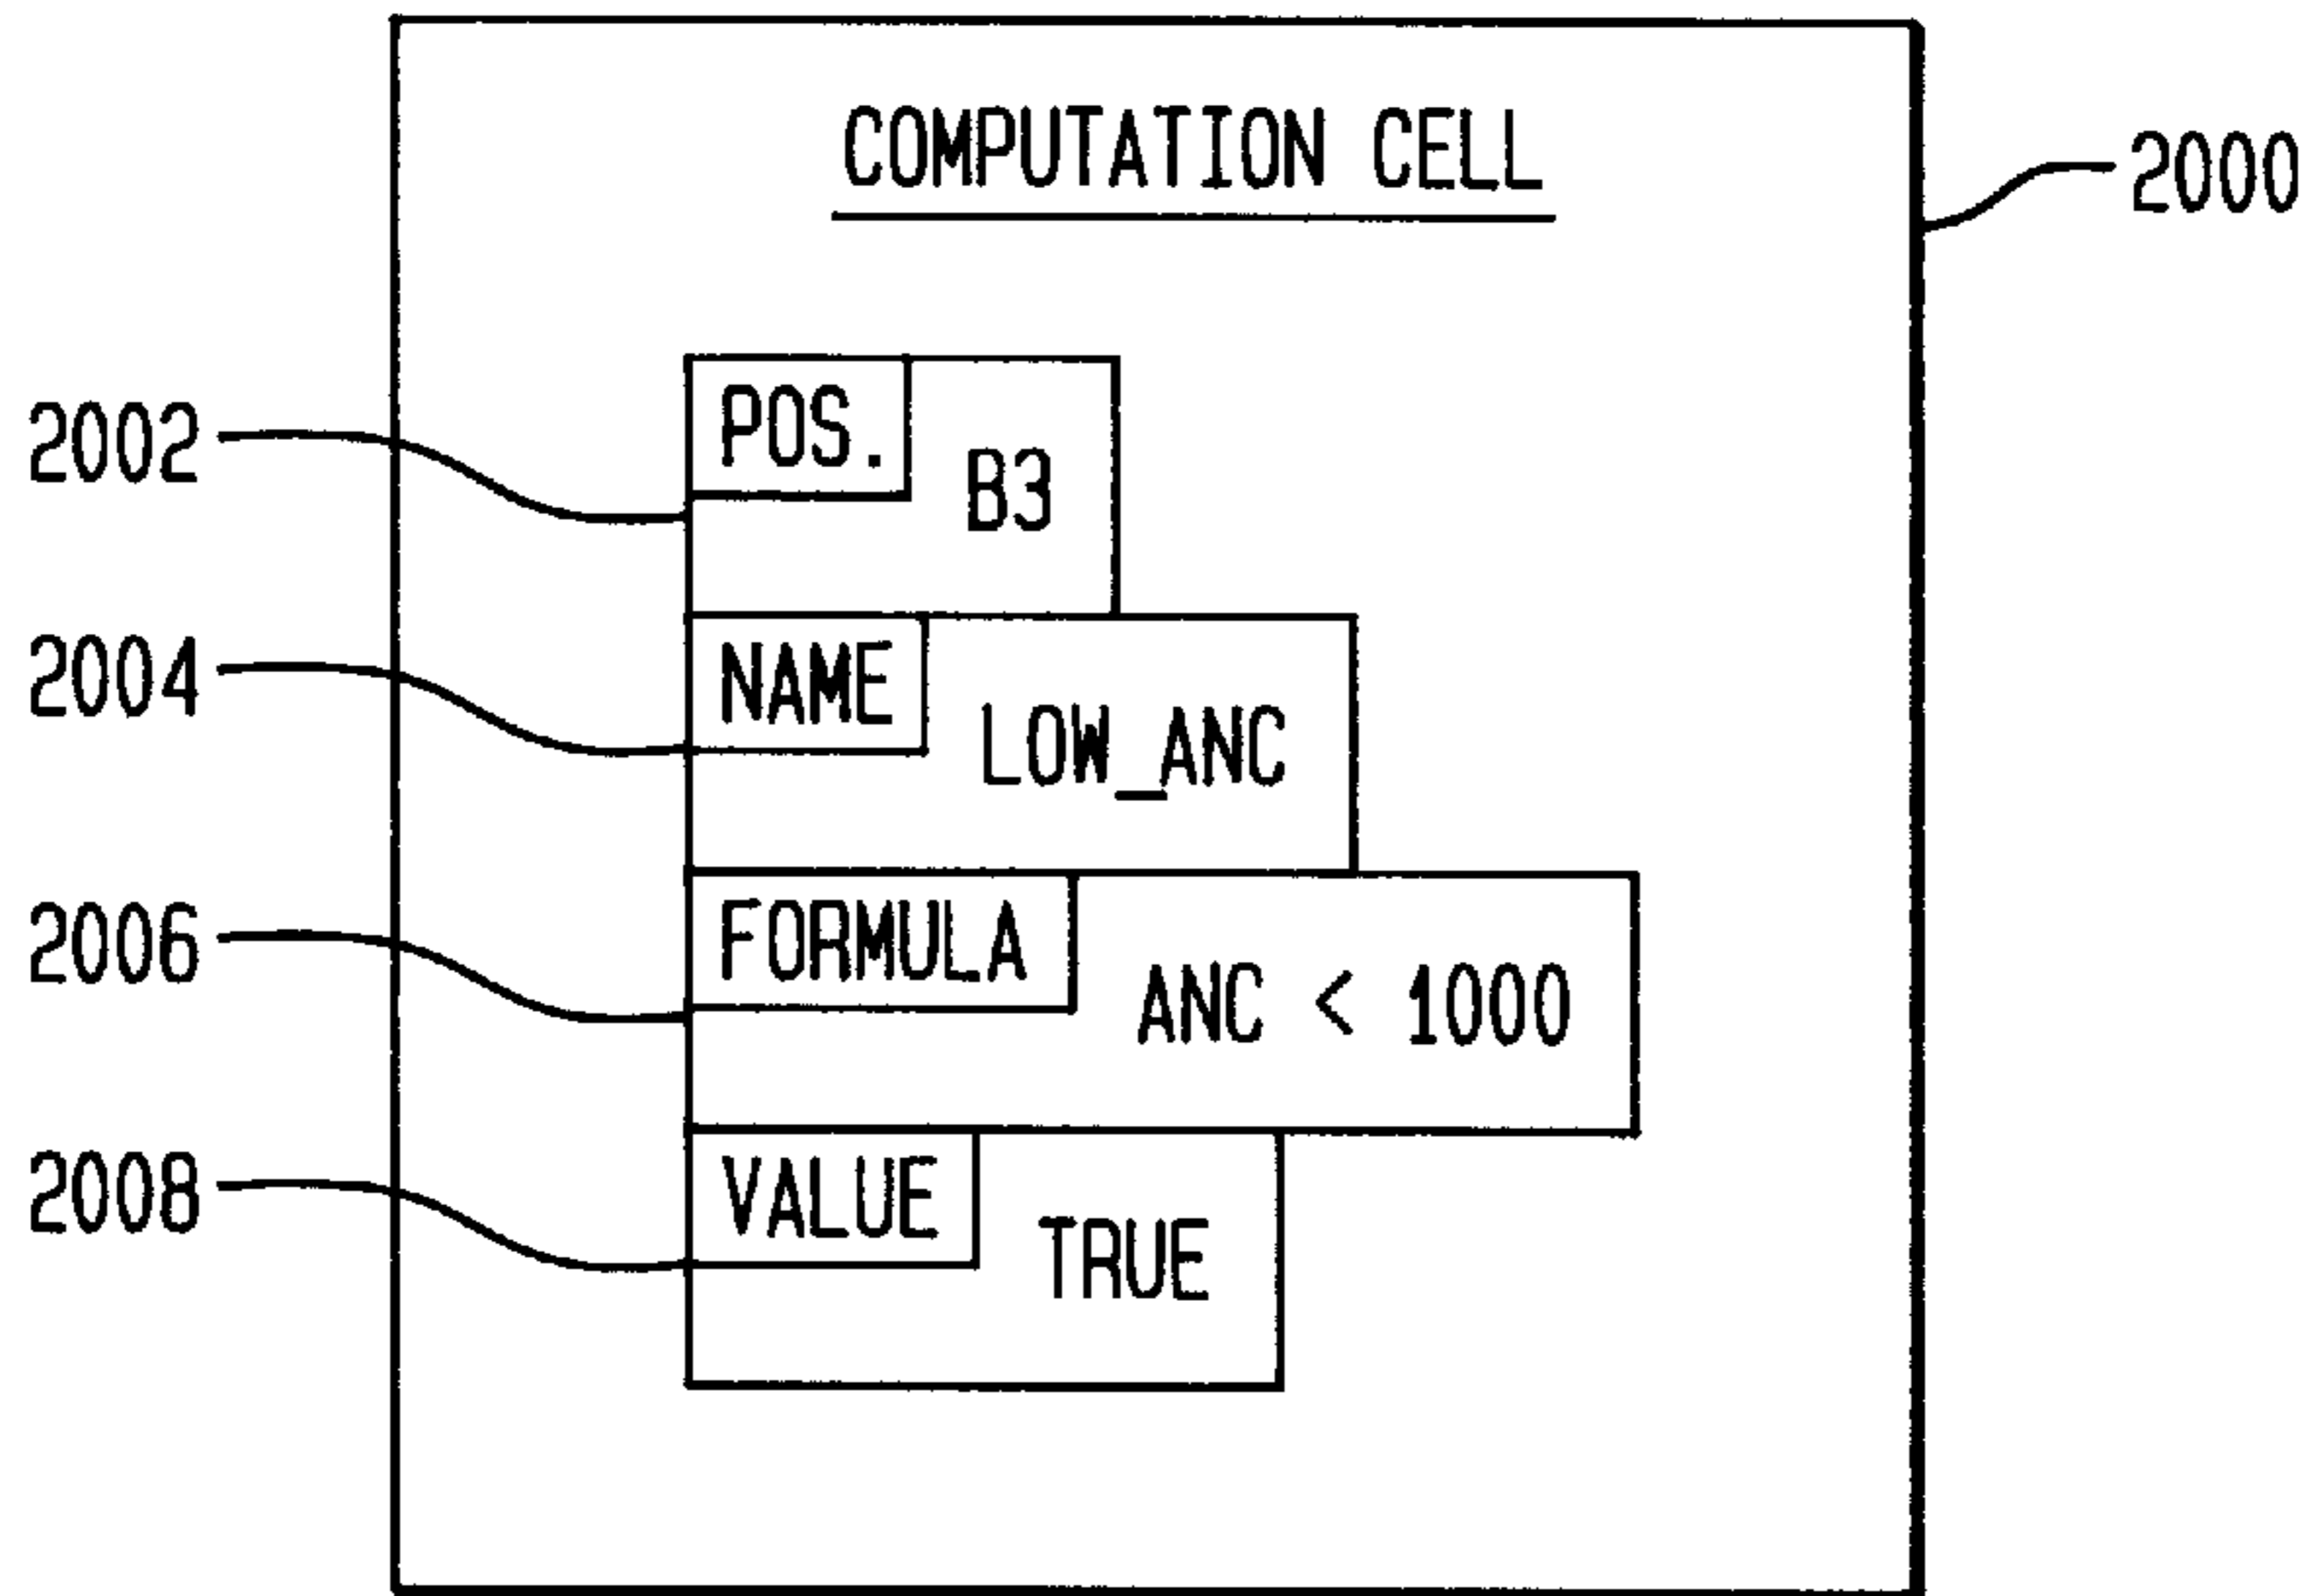 COMPUTATION CELL
2000
2002
POS.
B3
2004
NAME
LOW_ANC
2006
FORMULA
ANC < 1000
2008
VALUE
TRUE